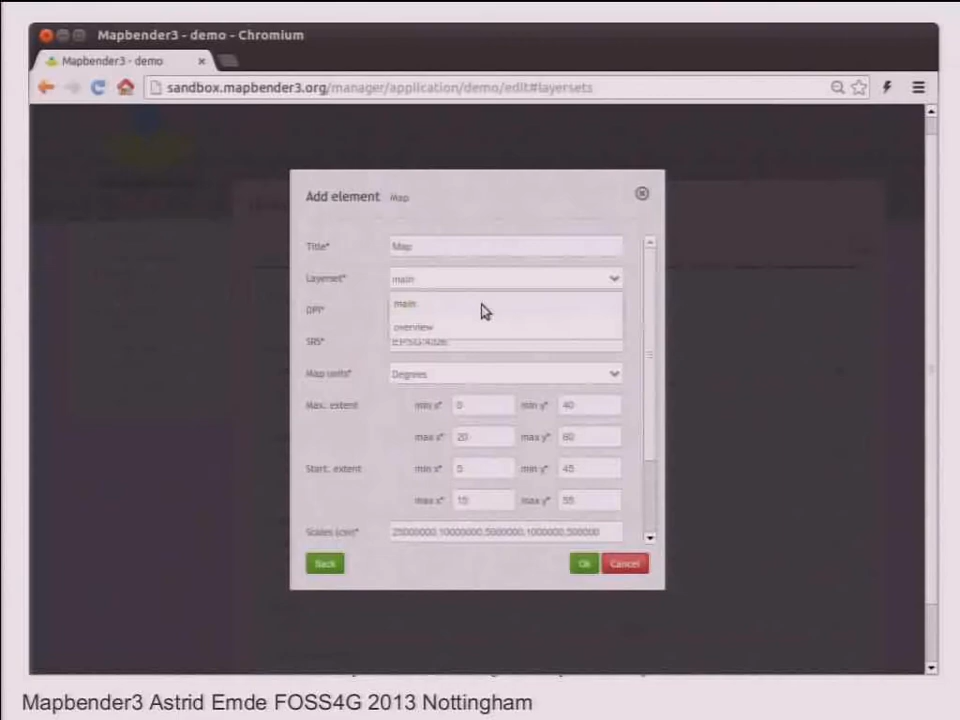 Mapbender3 - demo - Chromium
Mapbender3 - demo
sandbox.mapbender3.org/manager/application/demo/edit#layersets
Add element Map
Title* Map
Layerset* main
main
DPI*
overview
SRS* EPSG:4326
Map units* Degrees
Max. extent min x* 0 min y* 40
max x* 20 max y* 60
Start. extent min x* 5 min y* 45
max x* 15 max y* 55
Scales (csv)* 25000000,10000000,5000000,1000000,500000
Back Ok Cancel
Mapbender3 Astrid Emde FOSS4G 2013 Nottingham